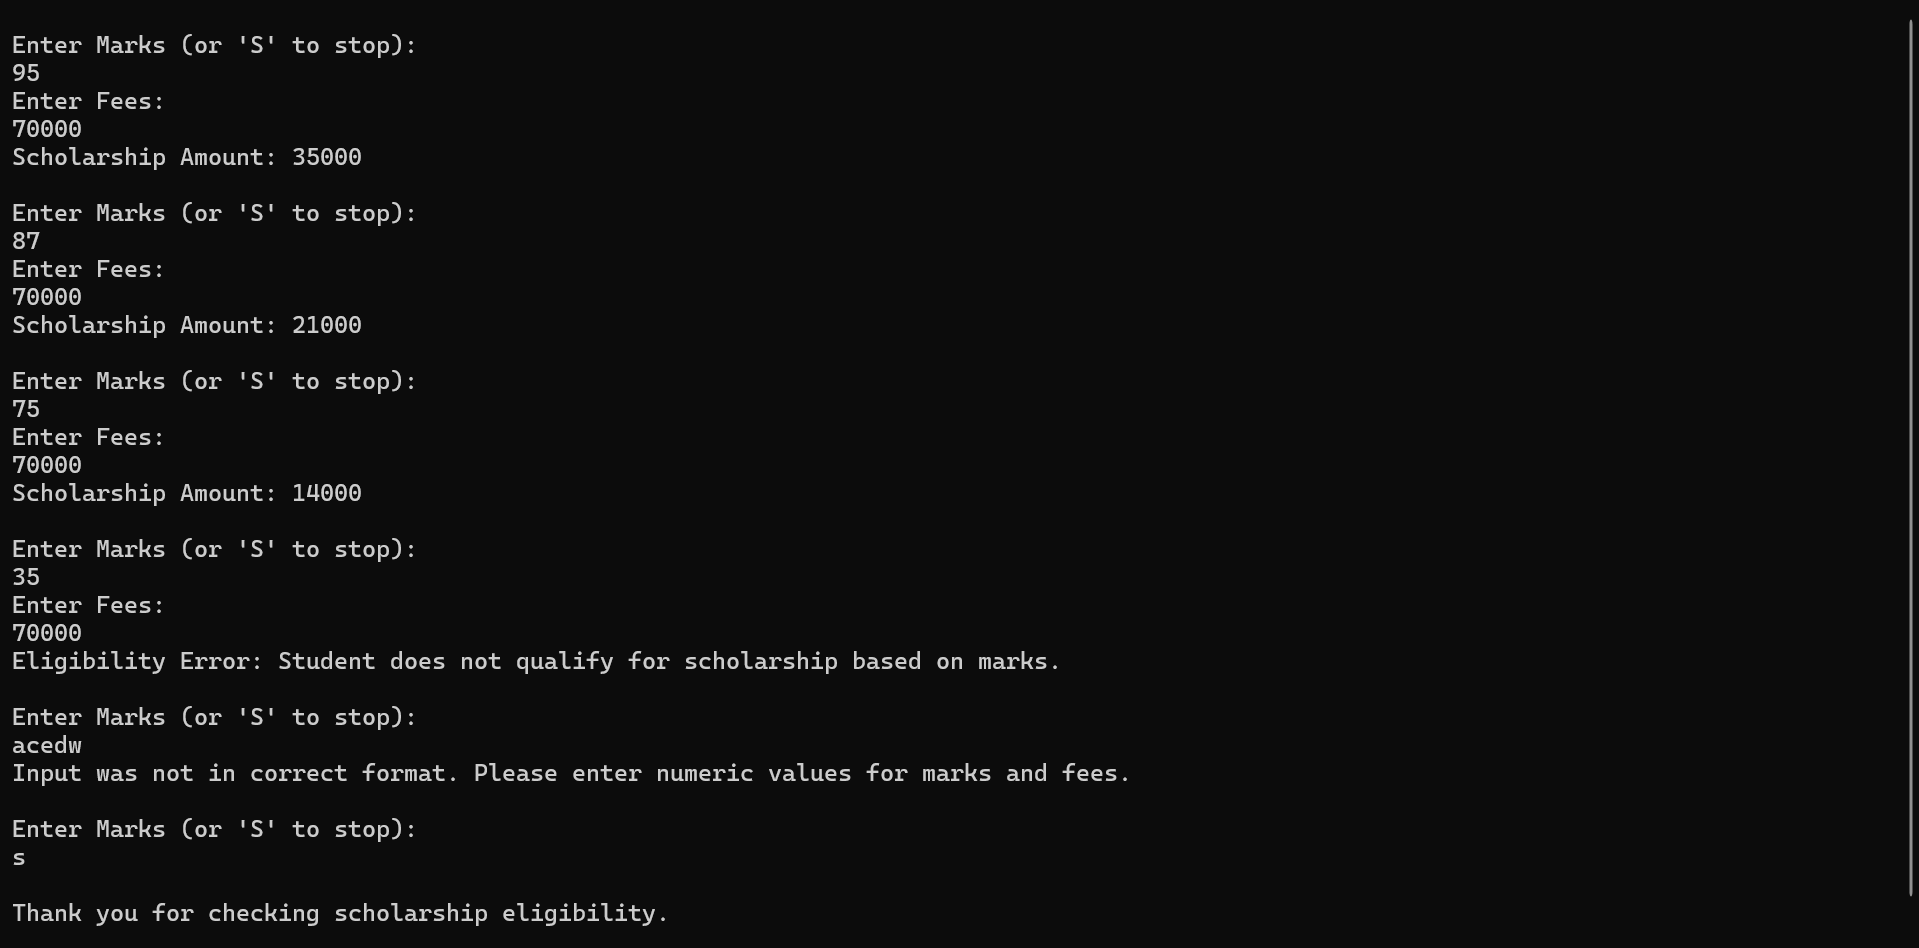 Enter Marks (or 'S' to stop):
95
Enter Fees:
70000
Scholarship Amount: 35000
Enter Marks (or 'S' to stop):
87
Enter Fees:
70000
Scholarship Amount: 21000
Enter Marks (or 'S' to stop):
75
Enter Fees:
70000
Scholarship Amount: 14000
Enter Marks (or 'S' to stop):
35
Enter Fees:
70000
Eligibility Error: Student does not qualify for scholarship based on marks.
Enter Marks (or 'S' to stop):
acedw
Input was not in correct format. Please enter numeric values for marks and fees.
Enter Marks (or 'S' to stop):
s
Thank you for checking scholarship eligibility.